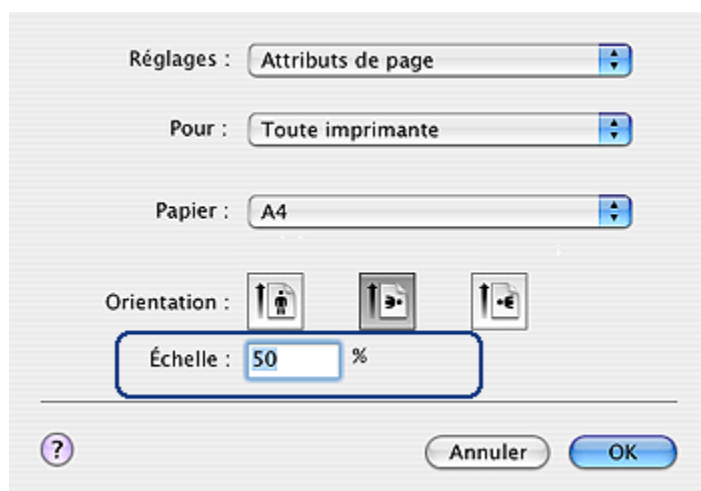 Réglages : Attributs de page
Pour : Toute imprimante
Papier : A4
Orientation :
Échelle : 50 %
? Annuler OK